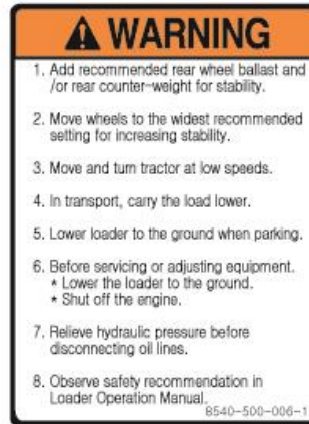 WARNING
1. Add recommended rear wheel ballast and
/or rear counter-weight for stability.
2. Move wheels to the widest recommended
setting for increasing stability.
3. Move and turn tractor at low speeds.
4. In transport, carry the load lower.
5. Lower loader to the ground when parking.
6. Before servicing or adjusting equipment.
* Lower the loader to the ground.
* Shut off the engine.
7. Relieve hydraulic pressure before
disconnecting oil lines.
8. Observe safety recommendation in
Loader Operation Manual.
8540-500-006-1